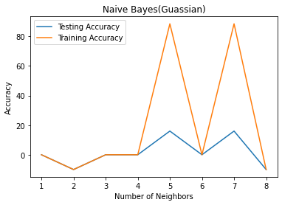 Naive Bayes(Guassian)
Testing Accuracy
Training Accuracy
Accuracy
80
60
40
20
0
1 2 3 4 5 6 7 8
Number of Neighbors